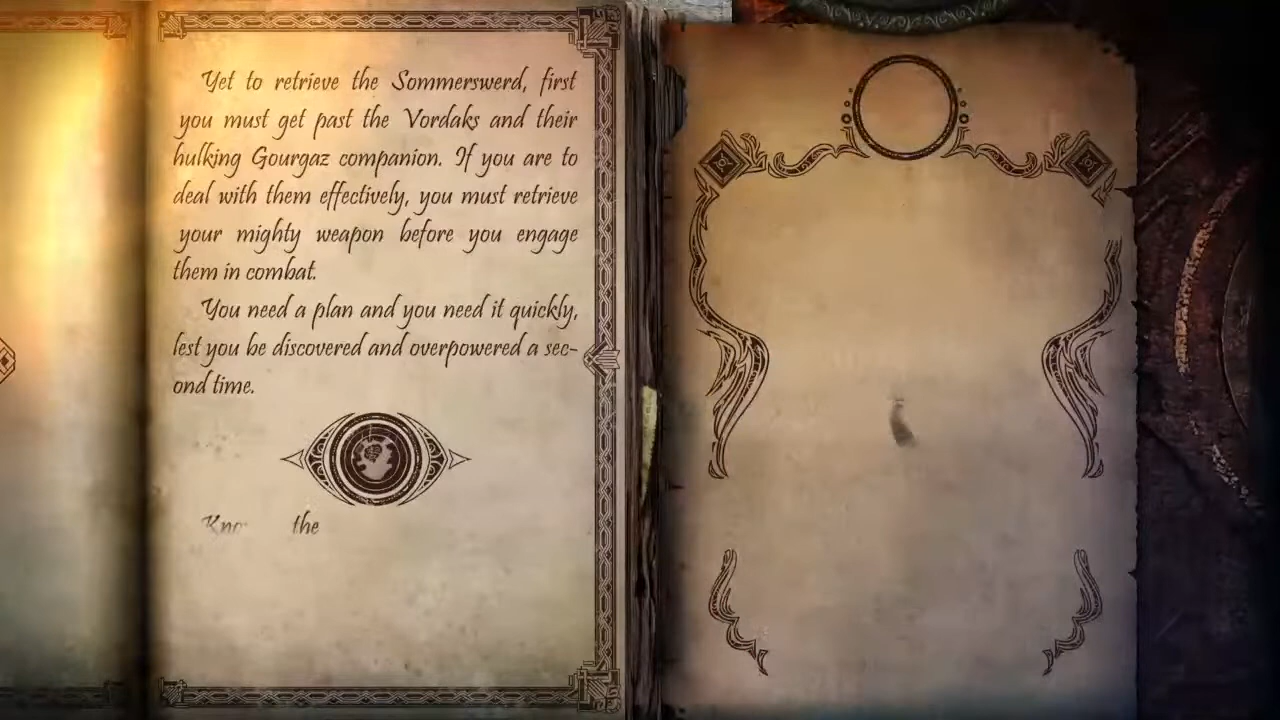 Yet to retrieve the Sommerswerd, first
you must get past the Vordaks and their
hulking Gourgaz companion. If you are to
deal with them effectively, you must retrieve
your mighty weapon before you engage
them in combat.
You need a plan and you need it quickly,
lest you be discovered and overpowered a sec-
ond time.
the